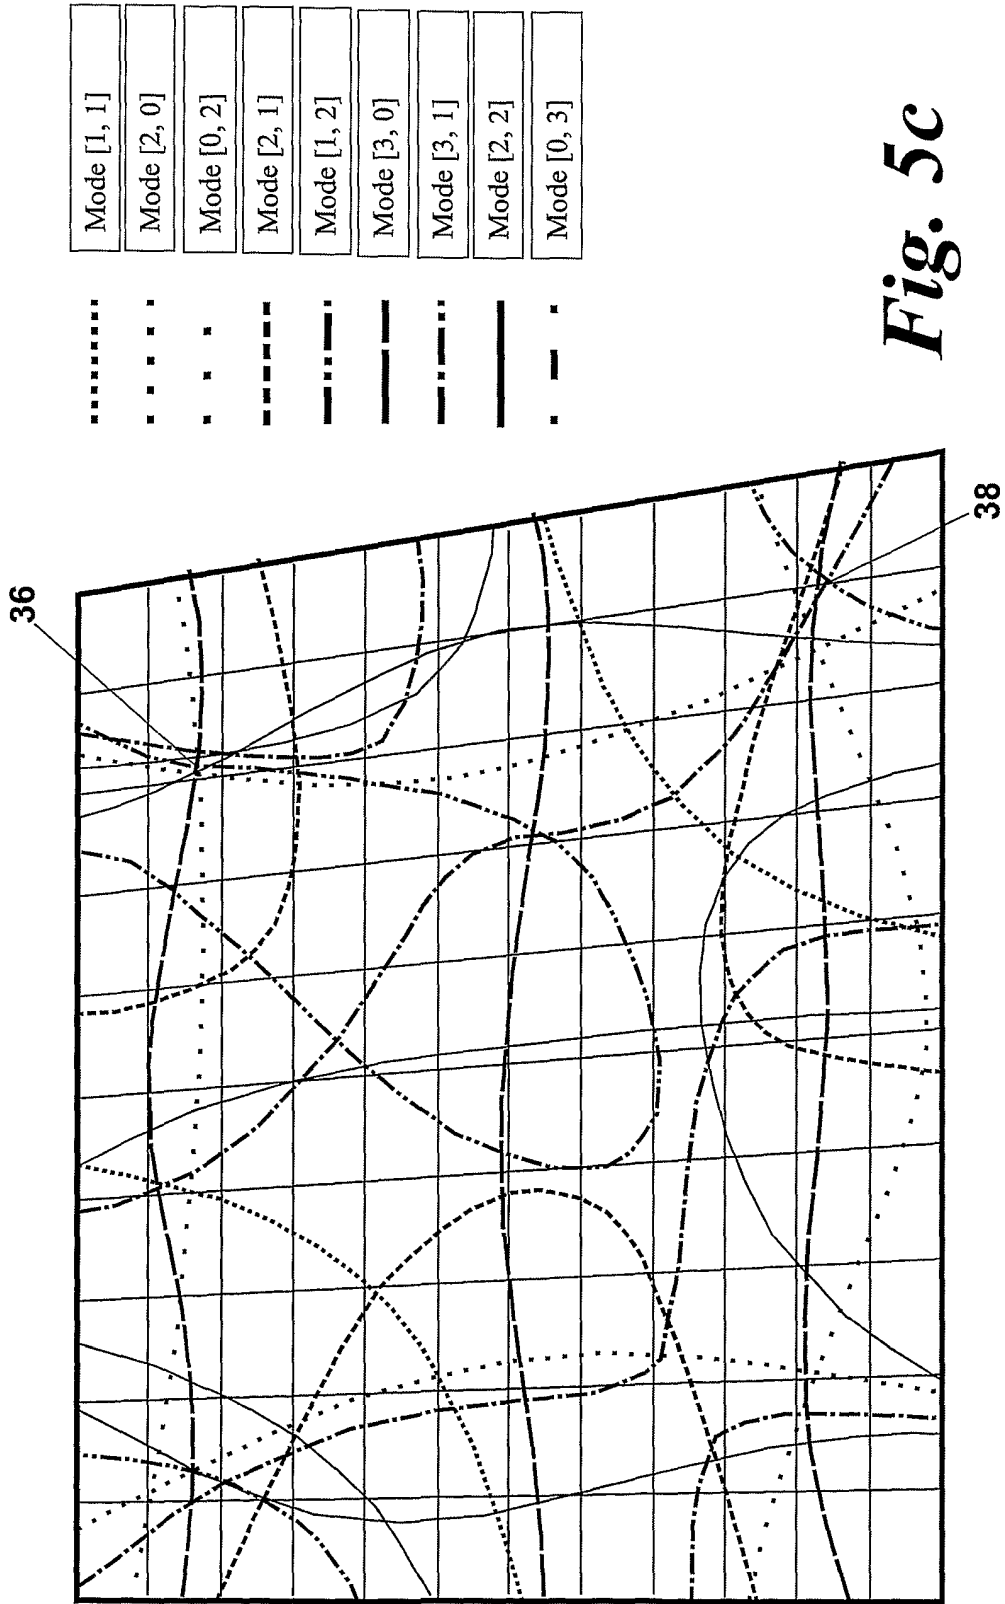 36
38
Mode [1, 1]
Mode [2, 0]
Mode [0, 2]
Mode [2, 1]
Mode [1, 2]
Mode [3, 0]
Mode [3, 1]
Mode [2, 2]
Mode [0, 3]
Fig. 5c